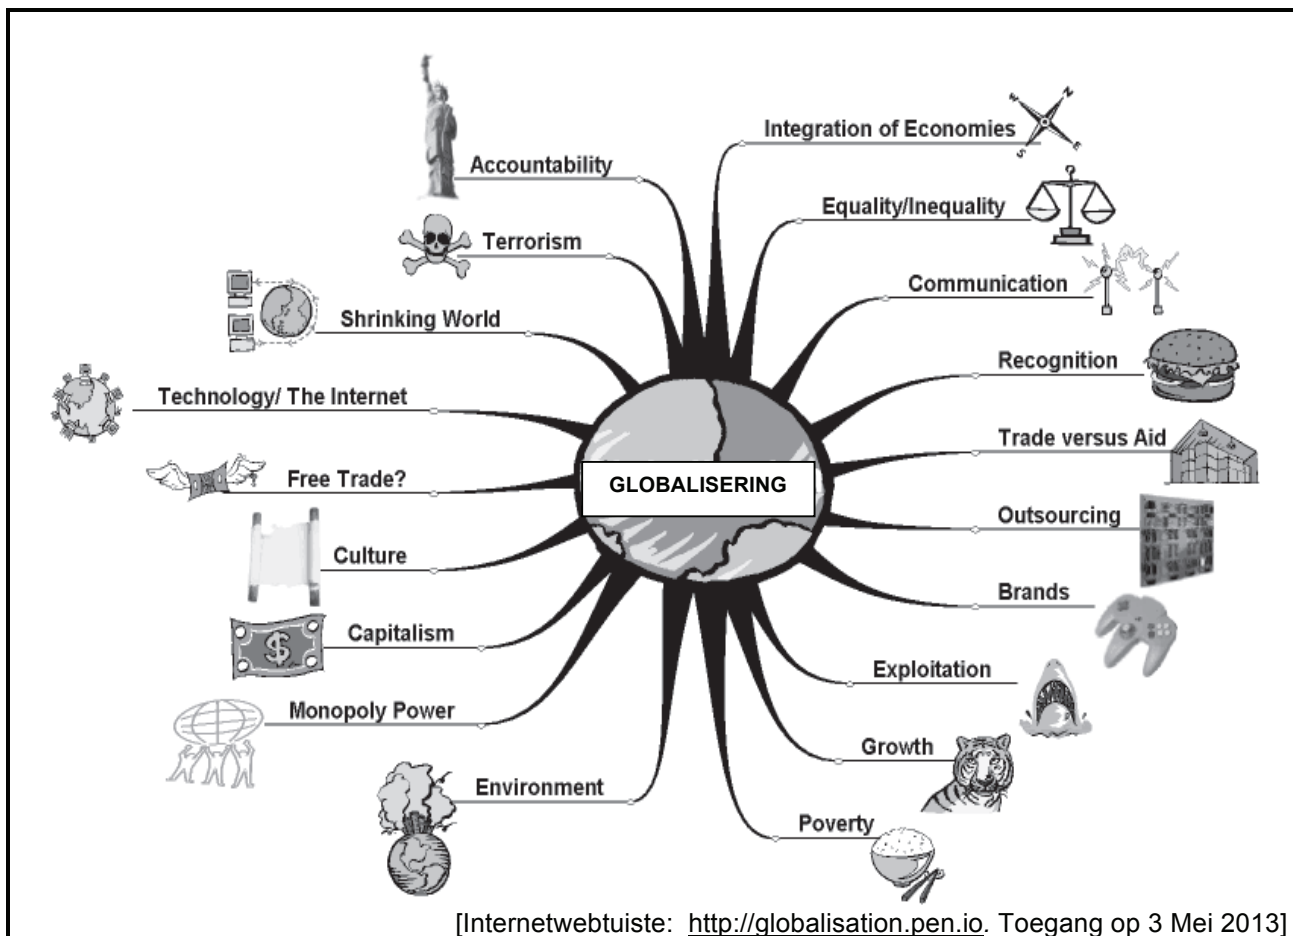 Integration of Economies
Accountability
Equality/Inequality
Terrorism
Communication
Shrinking World
Recognition
Technology/ The Internet
Trade versus Aid
Free Trade?
GLOBALISERING
Outsourcing
Culture
Brands
Capitalism
Exploitation
Monopoly Power
Growth
Environment
Poverty
N
W
E
S
$
[Internetwebtuiste: http://globalisation.pen.io. Toegang op 3 Mei 2013]